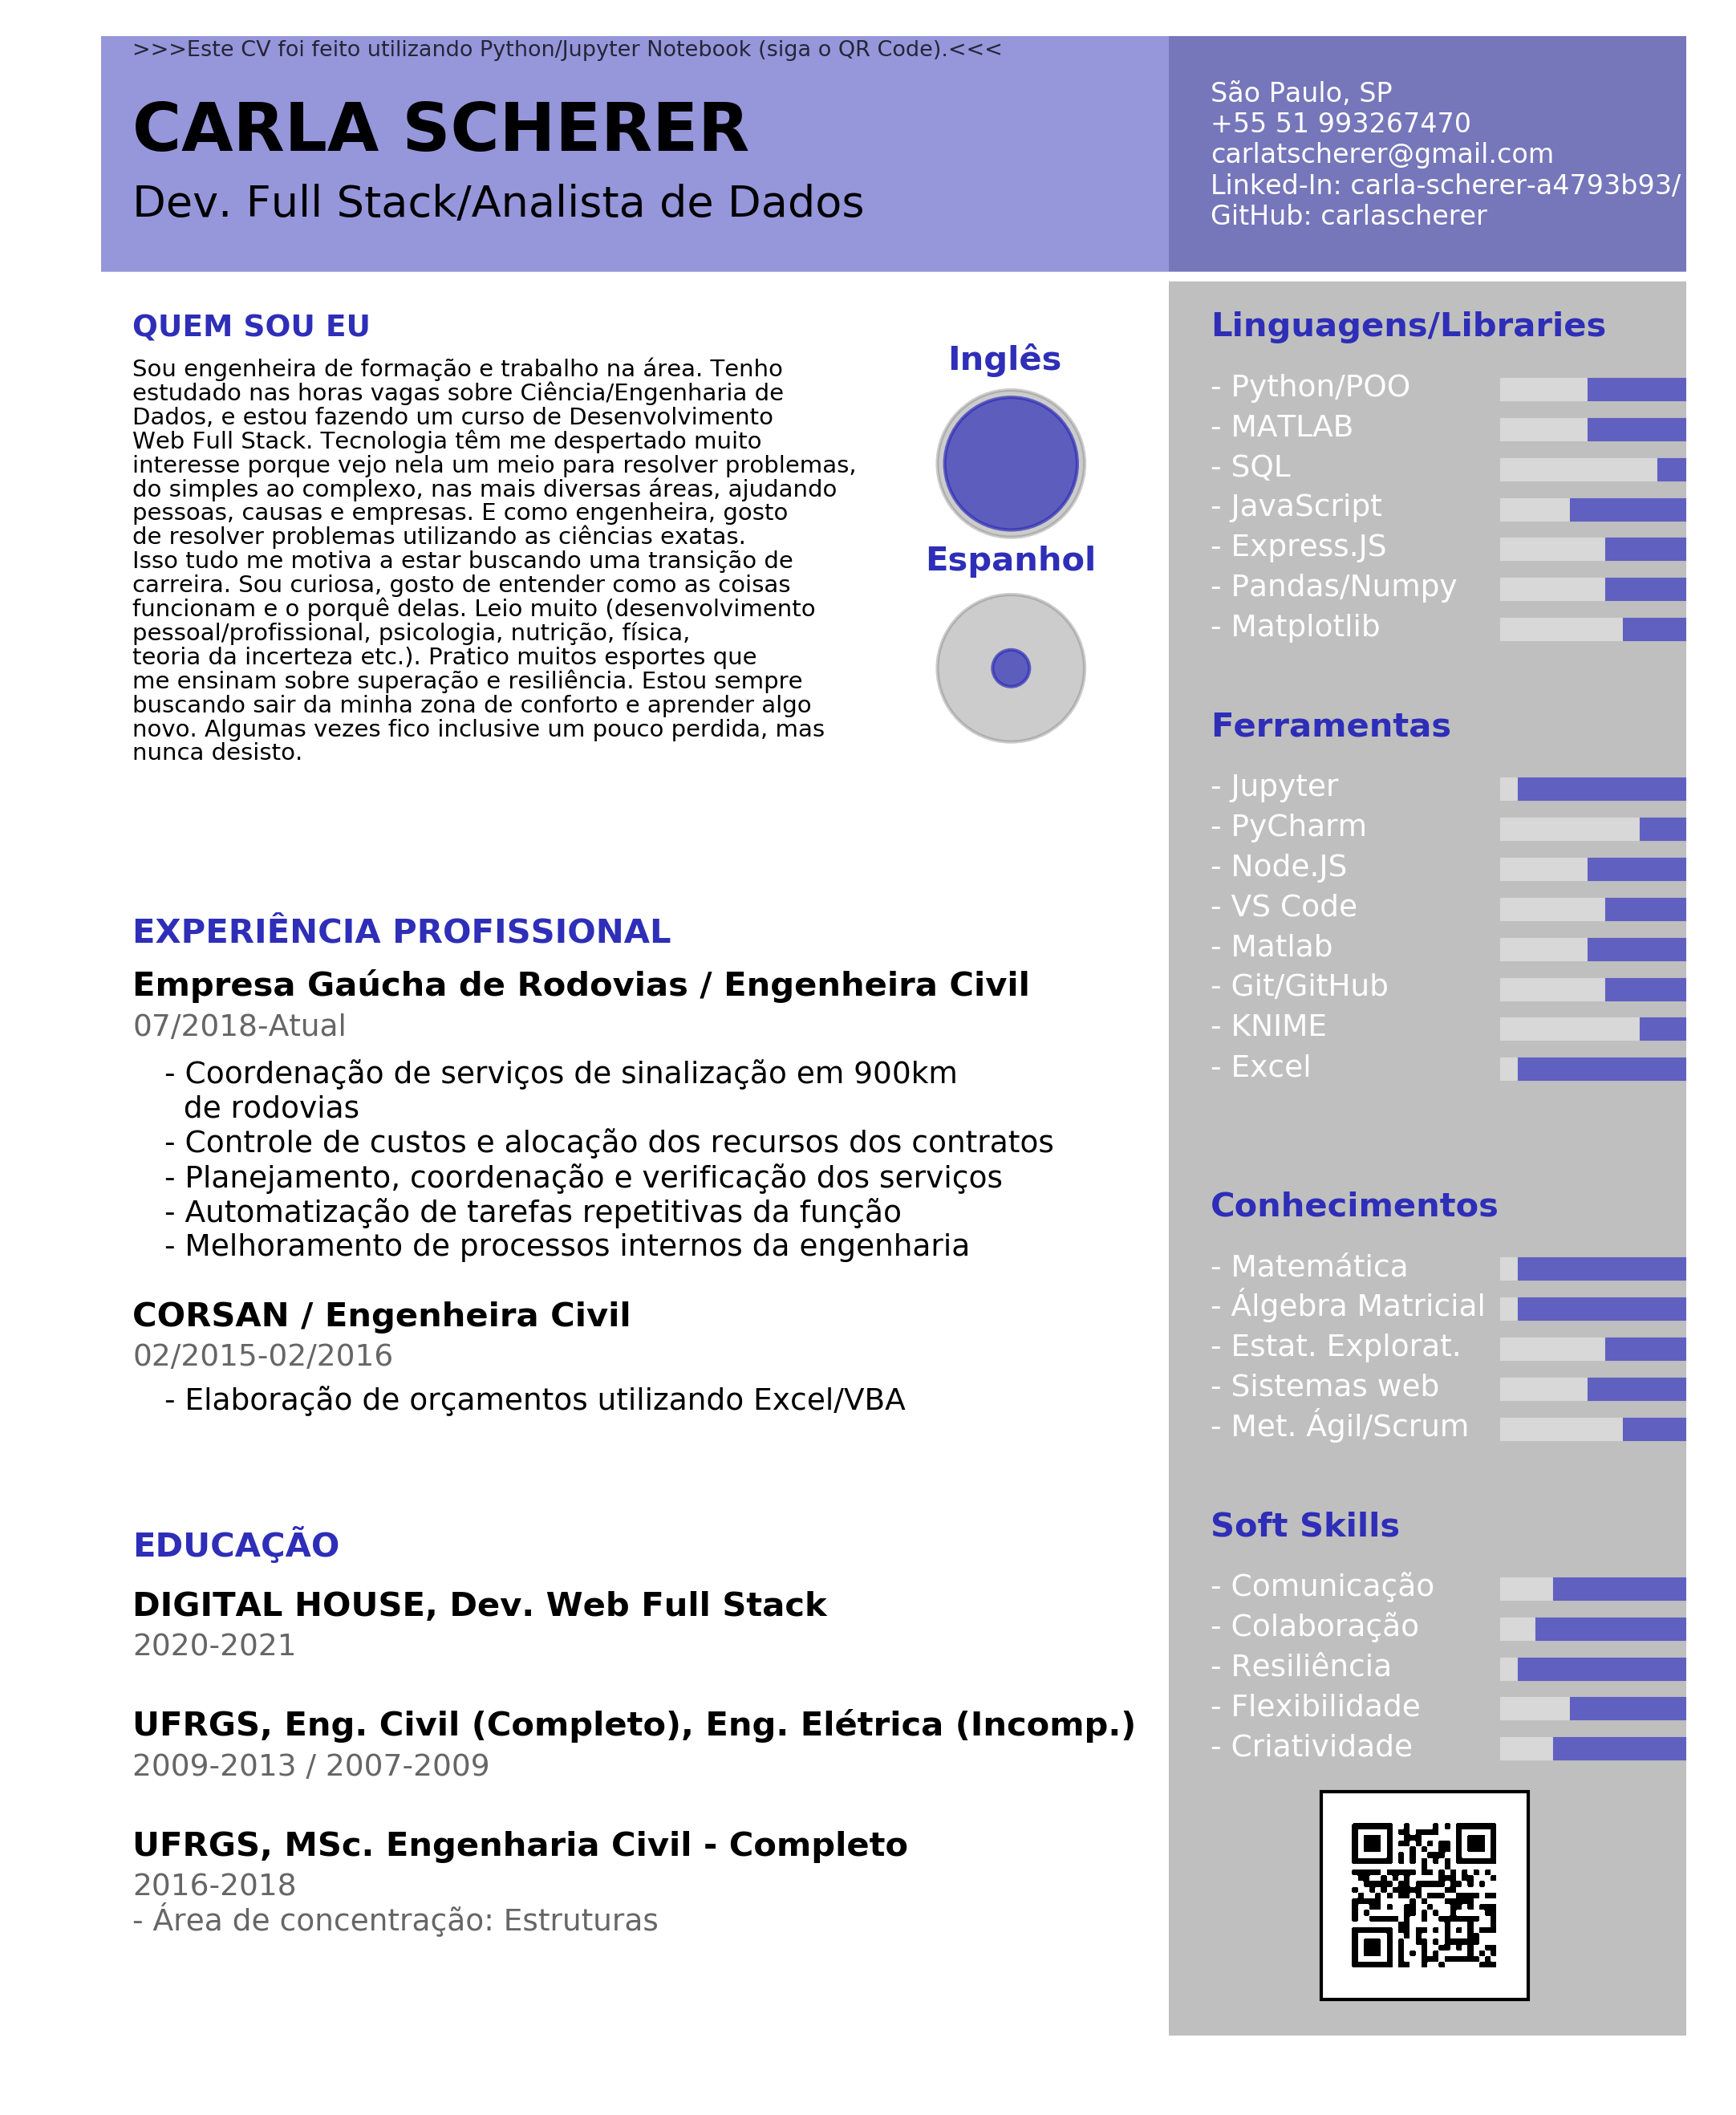 >>>Este CV foi feito utilizando Python/Jupyter Notebook (siga o QR Code).<<<
CARLA SCHERER
Dev. Full Stack/Analista de Dados
São Paulo, SP
+55 51 993267470
carlatscherer@gmail.com
Linked-In: carla-scherer-a4793b93/
GitHub: carlascherer
QUEM SOU EU
Sou engenheira de formação e trabalho na área. Tenho
estudado nas horas vagas sobre Ciência/Engenharia de
Dados, e estou fazendo um curso de Desenvolvimento
Web Full Stack. Tecnologia têm me despertado muito
interesse porque vejo nela um meio para resolver problemas,
do simples ao complexo, nas mais diversas áreas, ajudando
pessoas, causas e empresas. E como engenheira, gosto
de resolver problemas utilizando as ciências exatas.
Isso tudo me motiva a estar buscando uma transição de
carreira. Sou curiosa, gosto de entender como as coisas
funcionam e o porquê delas. Leio muito (desenvolvimento
pessoal/profissional, psicologia, nutrição, física,
teoria da incerteza etc.). Pratico muitos esportes que
me ensinam sobre superação e resiliência. Estou sempre
buscando sair da minha zona de conforto e aprender algo
novo. Algumas vezes fico inclusive um pouco perdida, mas
nunca desisto.
Inglês
Espanhol
EXPERIÊNCIA PROFISSIONAL
Empresa Gaúcha de Rodovias / Engenheira Civil
07/2018-Atual
- Coordenação de serviços de sinalização em 900km
de rodovias
- Controle de custos e alocação dos recursos dos contratos
- Planejamento, coordenação e verificação dos serviços
- Automatização de tarefas repetitivas da função
- Melhoramento de processos internos da engenharia
CORSAN / Engenheira Civil
02/2015-02/2016
- Elaboração de orçamentos utilizando Excel/VBA
EDUCAÇÃO
DIGITAL HOUSE, Dev. Web Full Stack
2020-2021
UFRGS, Eng. Civil (Completo), Eng. Elétrica (Incomp.)
2009-2013 / 2007-2009
UFRGS, MSc. Engenharia Civil - Completo
2016-2018
- Área de concentração: Estruturas
Linguagens/Libraries
- Python/POO
- MATLAB
- SQL
- JavaScript
- Express.JS
- Pandas/Numpy
- Matplotlib
Ferramentas
- Jupyter
- PyCharm
- Node.JS
- VS Code
- Matlab
- Git/GitHub
- KNIME
- Excel
Conhecimentos
- Matemática
- Álgebra Matricial
- Estat. Explorat.
- Sistemas web
- Met. Ágil/Scrum
Soft Skills
- Comunicação
- Colaboração
- Resiliência
- Flexibilidade
- Criatividade